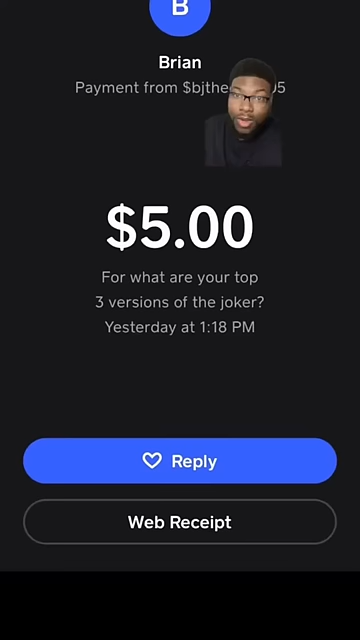 B
Brian
Payment from $bjthe 5
$5.00
For what are your top
3 versions of the joker?
Yesterday at 1:18 PM
Reply
Web Receipt